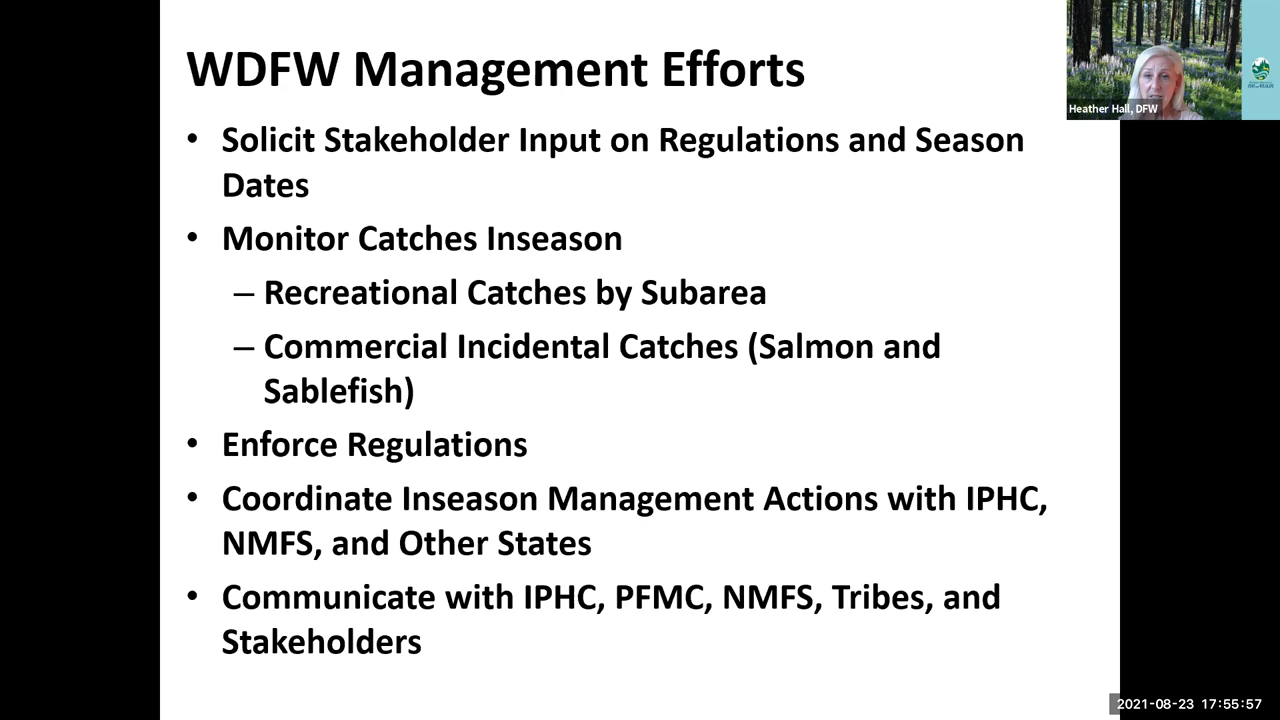 WDFW Management Efforts
• Solicit Stakeholder Input on Regulations and Season
Dates
• Monitor Catches Inseason
– Recreational Catches by Subarea
– Commercial Incidental Catches (Salmon and
Sablefish)
• Enforce Regulations
• Coordinate Inseason Management Actions with IPHC,
NMFS, and Other States
• Communicate with IPHC, PFMC, NMFS, Tribes, and
Stakeholders
Heather Hall, DFW
2021-08-23 17:55:57